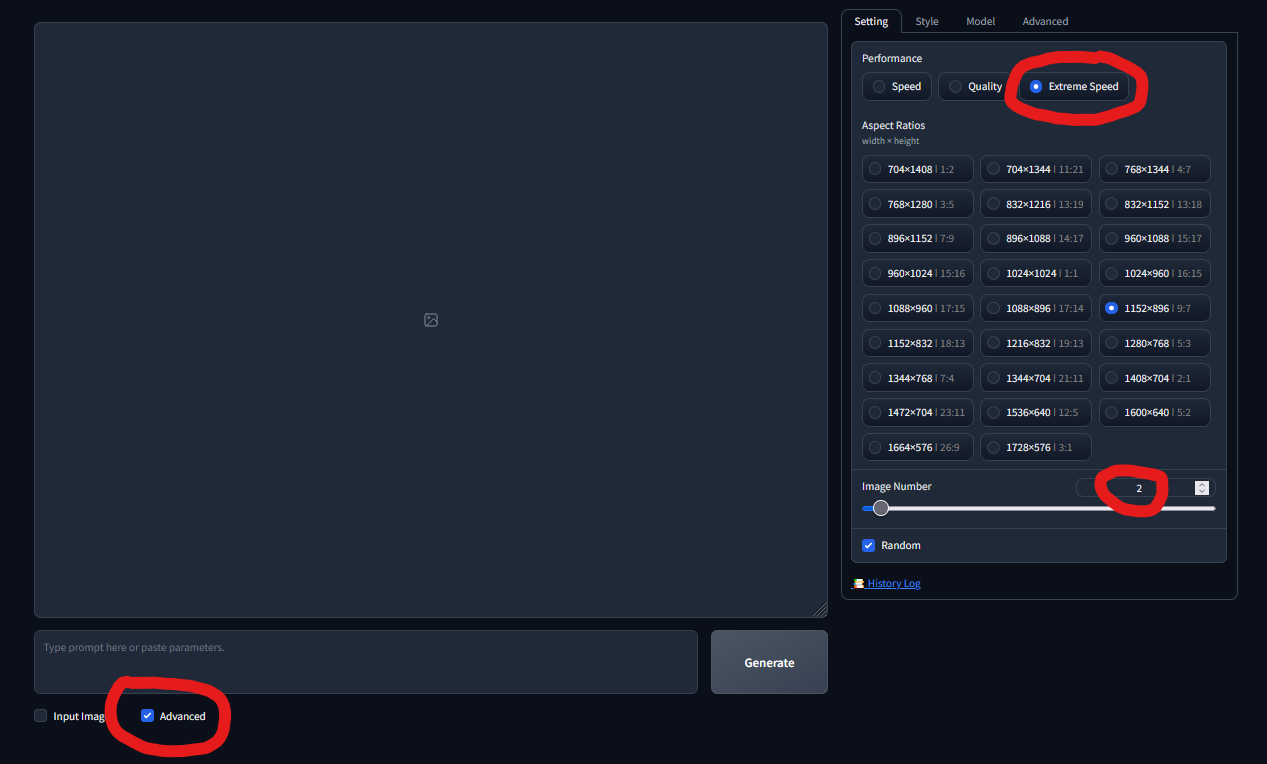 Setting Style Model Advanced
Performance
Speed Quality Extreme Speed
Aspect Ratios
width × height
704×1408 | 1:2 704×1344 | 11:21 768×1344 | 4:7
768×1280 | 3:5 832×1216 | 13:19 832×1152 | 13:18
896×1152 | 7:9 896×1088 | 14:17 960×1088 | 15:17
960×1024 | 15:16 1024×1024 | 1:1 1024×960 | 16:15
1088×960 | 17:15 1088×896 | 17:14 1152×896 | 9:7
1152×832 | 18:13 1216×832 | 19:13 1280×768 | 5:3
1344×768 | 7:4 1344×704 | 21:11 1408×704 | 2:1
1472×704 | 23:11 1536×640 | 12:5 1600×640 | 5:2
1664×576 | 26:9 1728×576 | 3:1
Image Number 2
Random
History Log
Type prompt here or paste parameters.
Generate
Input Imag Advanced